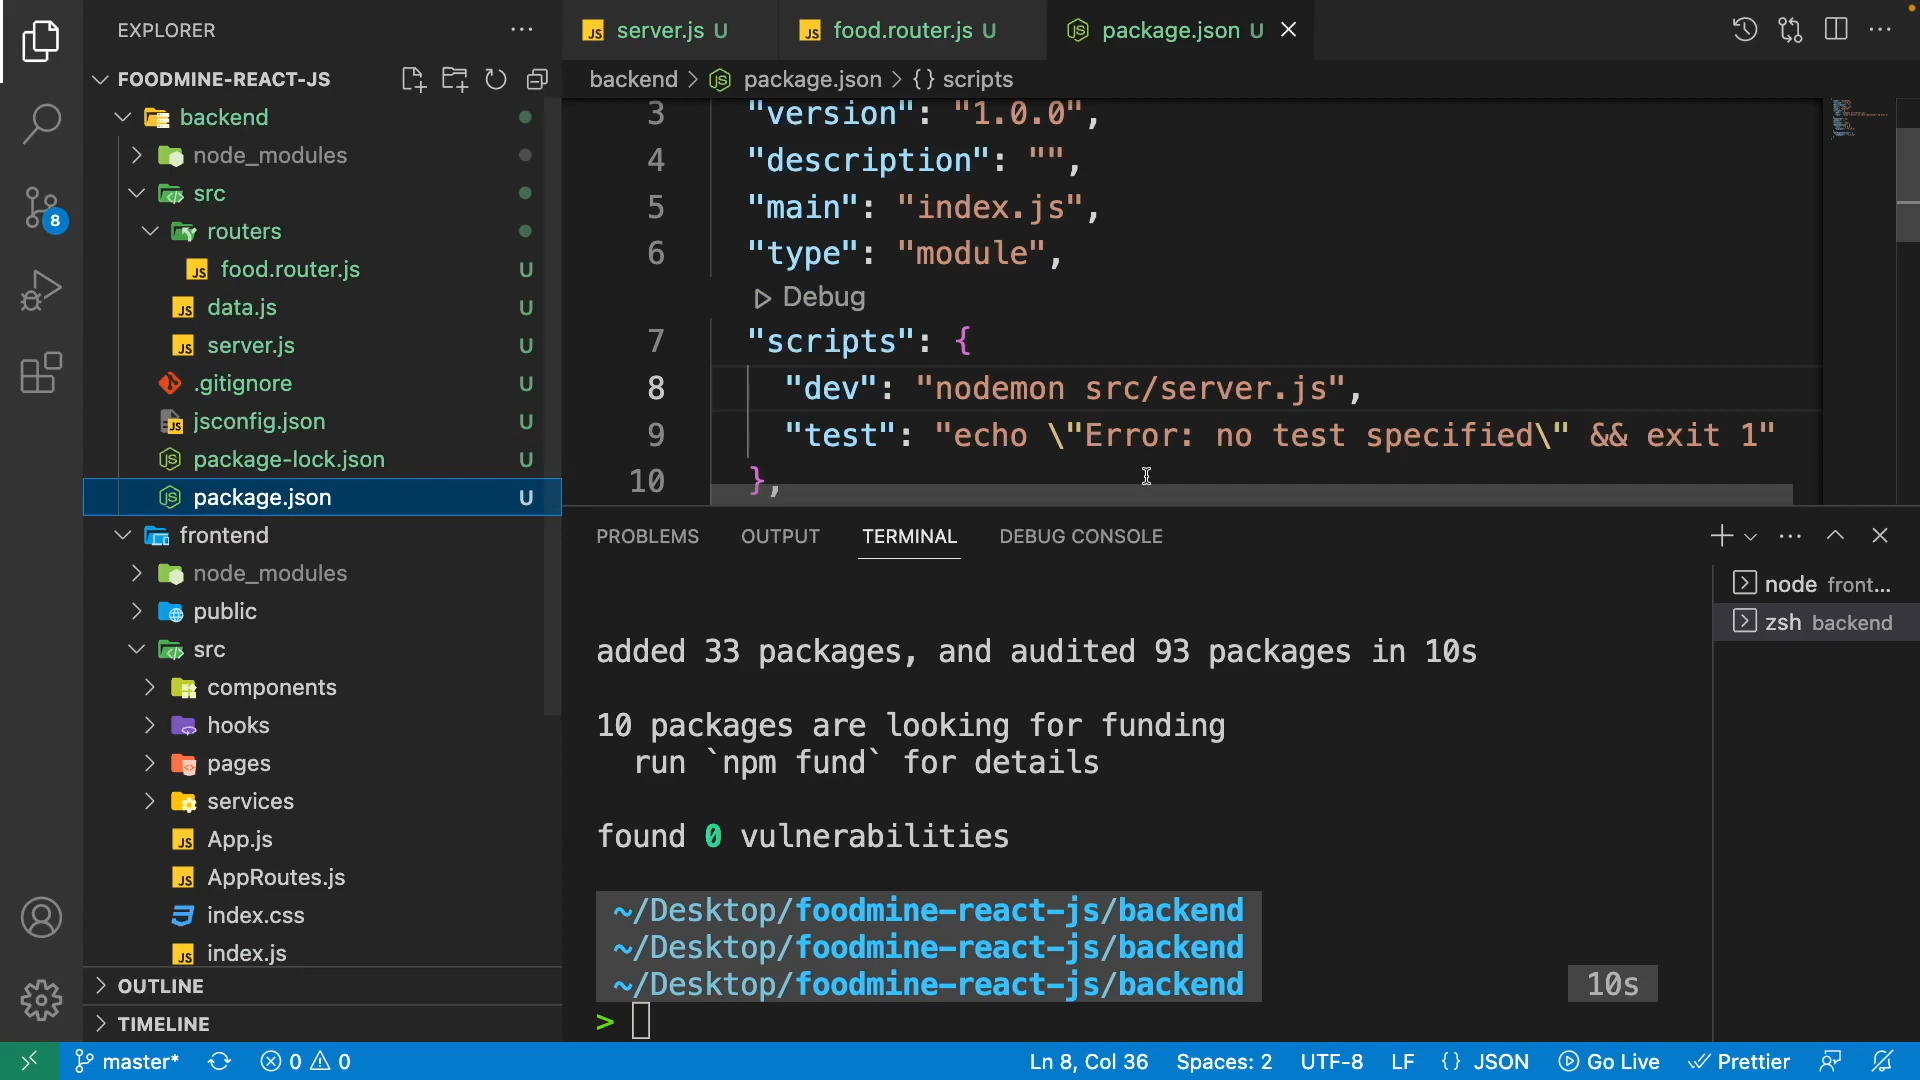 EXPLORER
FOODMINE-REACT-JS
backend
node_modules
src
routers
food.router.js U
data.js U
server.js U
.gitignore U
jsconfig.json U
package-lock.json U
package.json U
frontend
node_modules
public
src
components
hooks
pages
services
App.js
AppRoutes.js
index.css
index.js
OUTLINE
TIMELINE
8
server.js U
food.router.js U
package.json U
backend > package.json > {} scripts
3 "version": "1.0.0",
4 "description": "",
5 "main": "index.js",
6 "type": "module",
Debug
7 "scripts": {
8 "dev": "nodemon src/server.js",
9 "test": "echo \"Error: no test specified\" && exit 1"
10 },
PROBLEMS OUTPUT TERMINAL DEBUG CONSOLE
added 33 packages, and audited 93 packages in 10s
10 packages are looking for funding
run `npm fund` for details
found 0 vulnerabilities
~/Desktop/foodmine-react-js/backend
~/Desktop/foodmine-react-js/backend
~/Desktop/foodmine-react-js/backend 10s
>
node front...
zsh backend
master* 0 0 Ln 8, Col 36 Spaces: 2 UTF-8 LF {} JSON Go Live Prettier